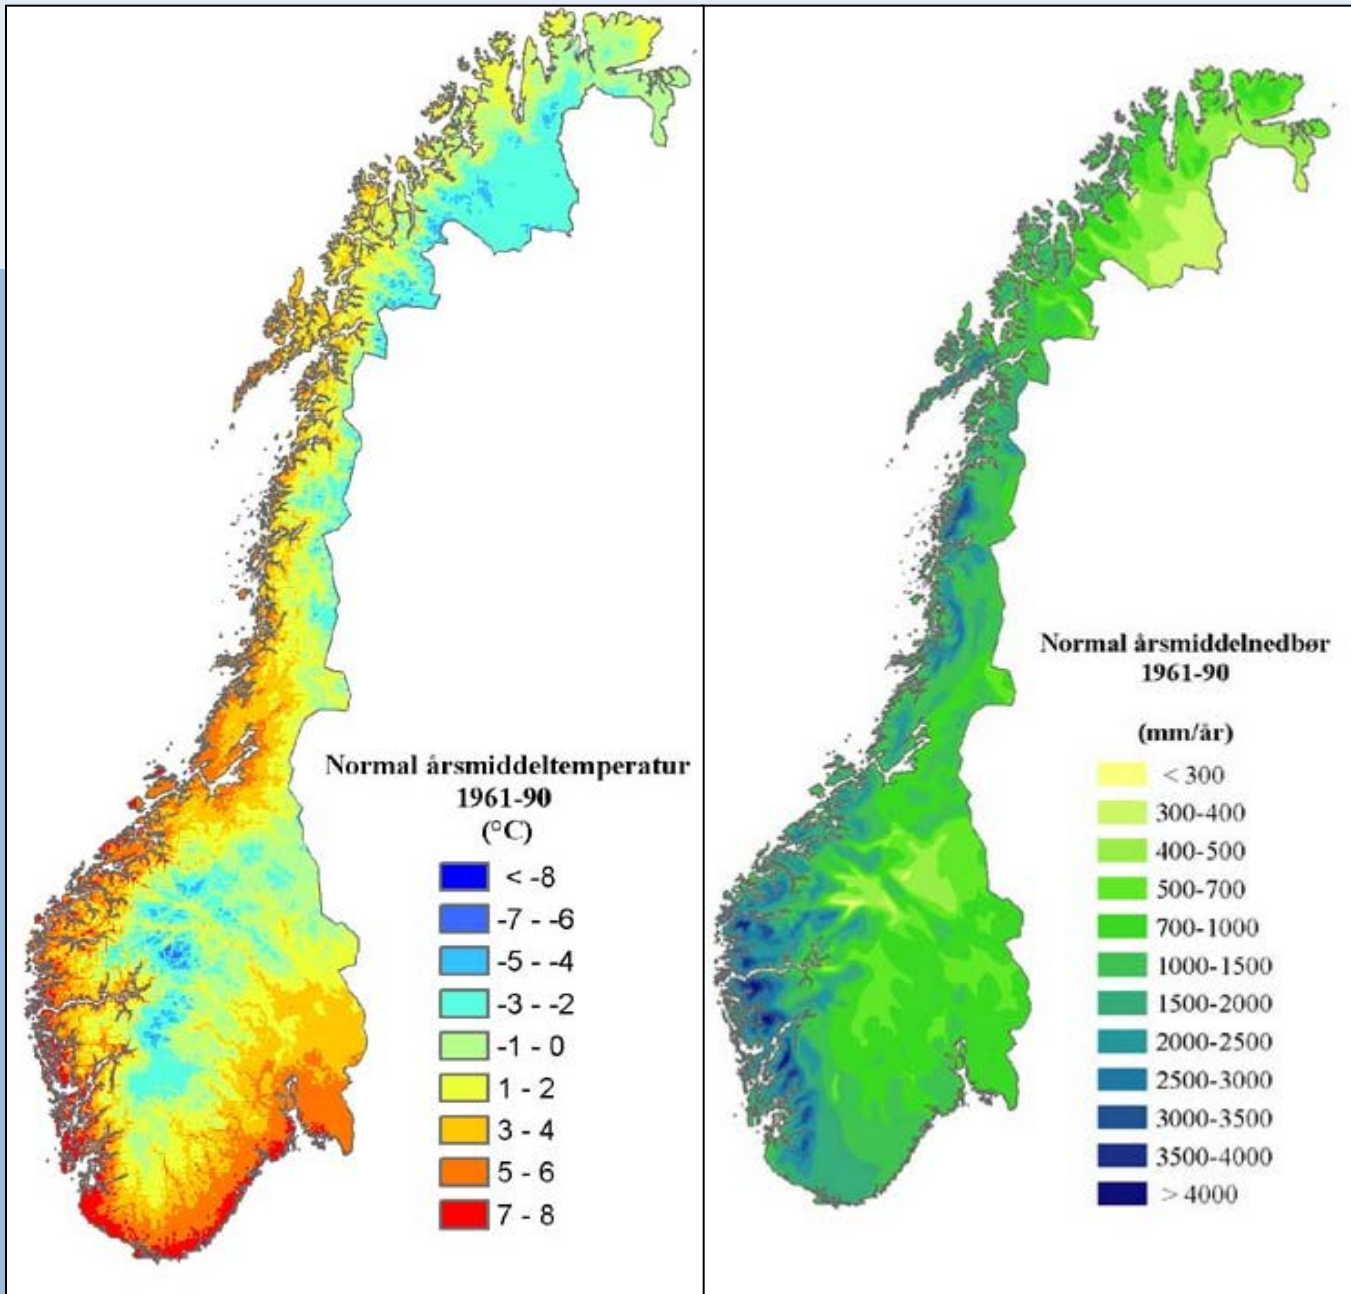 Normal årsmiddeltemperatur
1961-90
(°C)
< -8
-7 - -6
-5 - -4
-3 - -2
-1 - 0
1 - 2
3 - 4
5 - 6
7 - 8
Normal årsmiddelnedbør
1961-90
(mm/år)
< 300
300-400
400-500
500-700
700-1000
1000-1500
1500-2000
2000-2500
2500-3000
3000-3500
3500-4000
> 4000